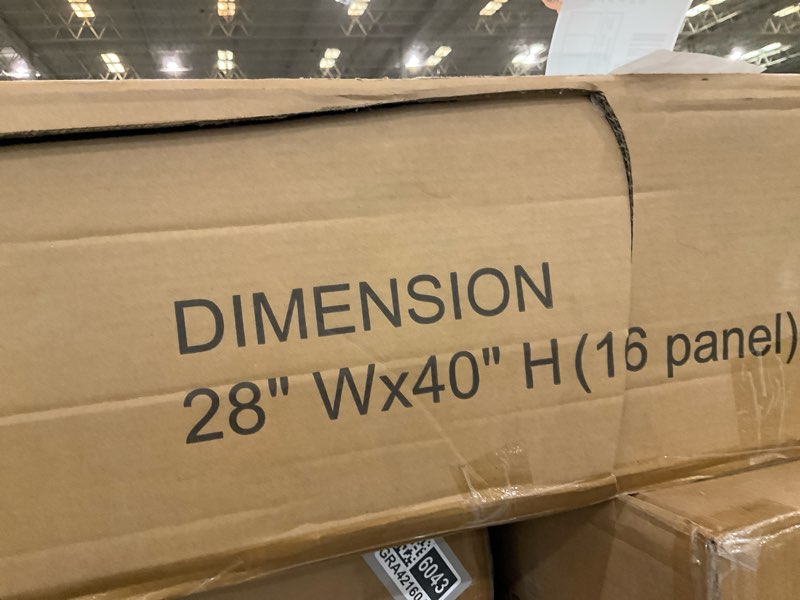 DIMENSION
28" Wx40" H (16 panel)
6043